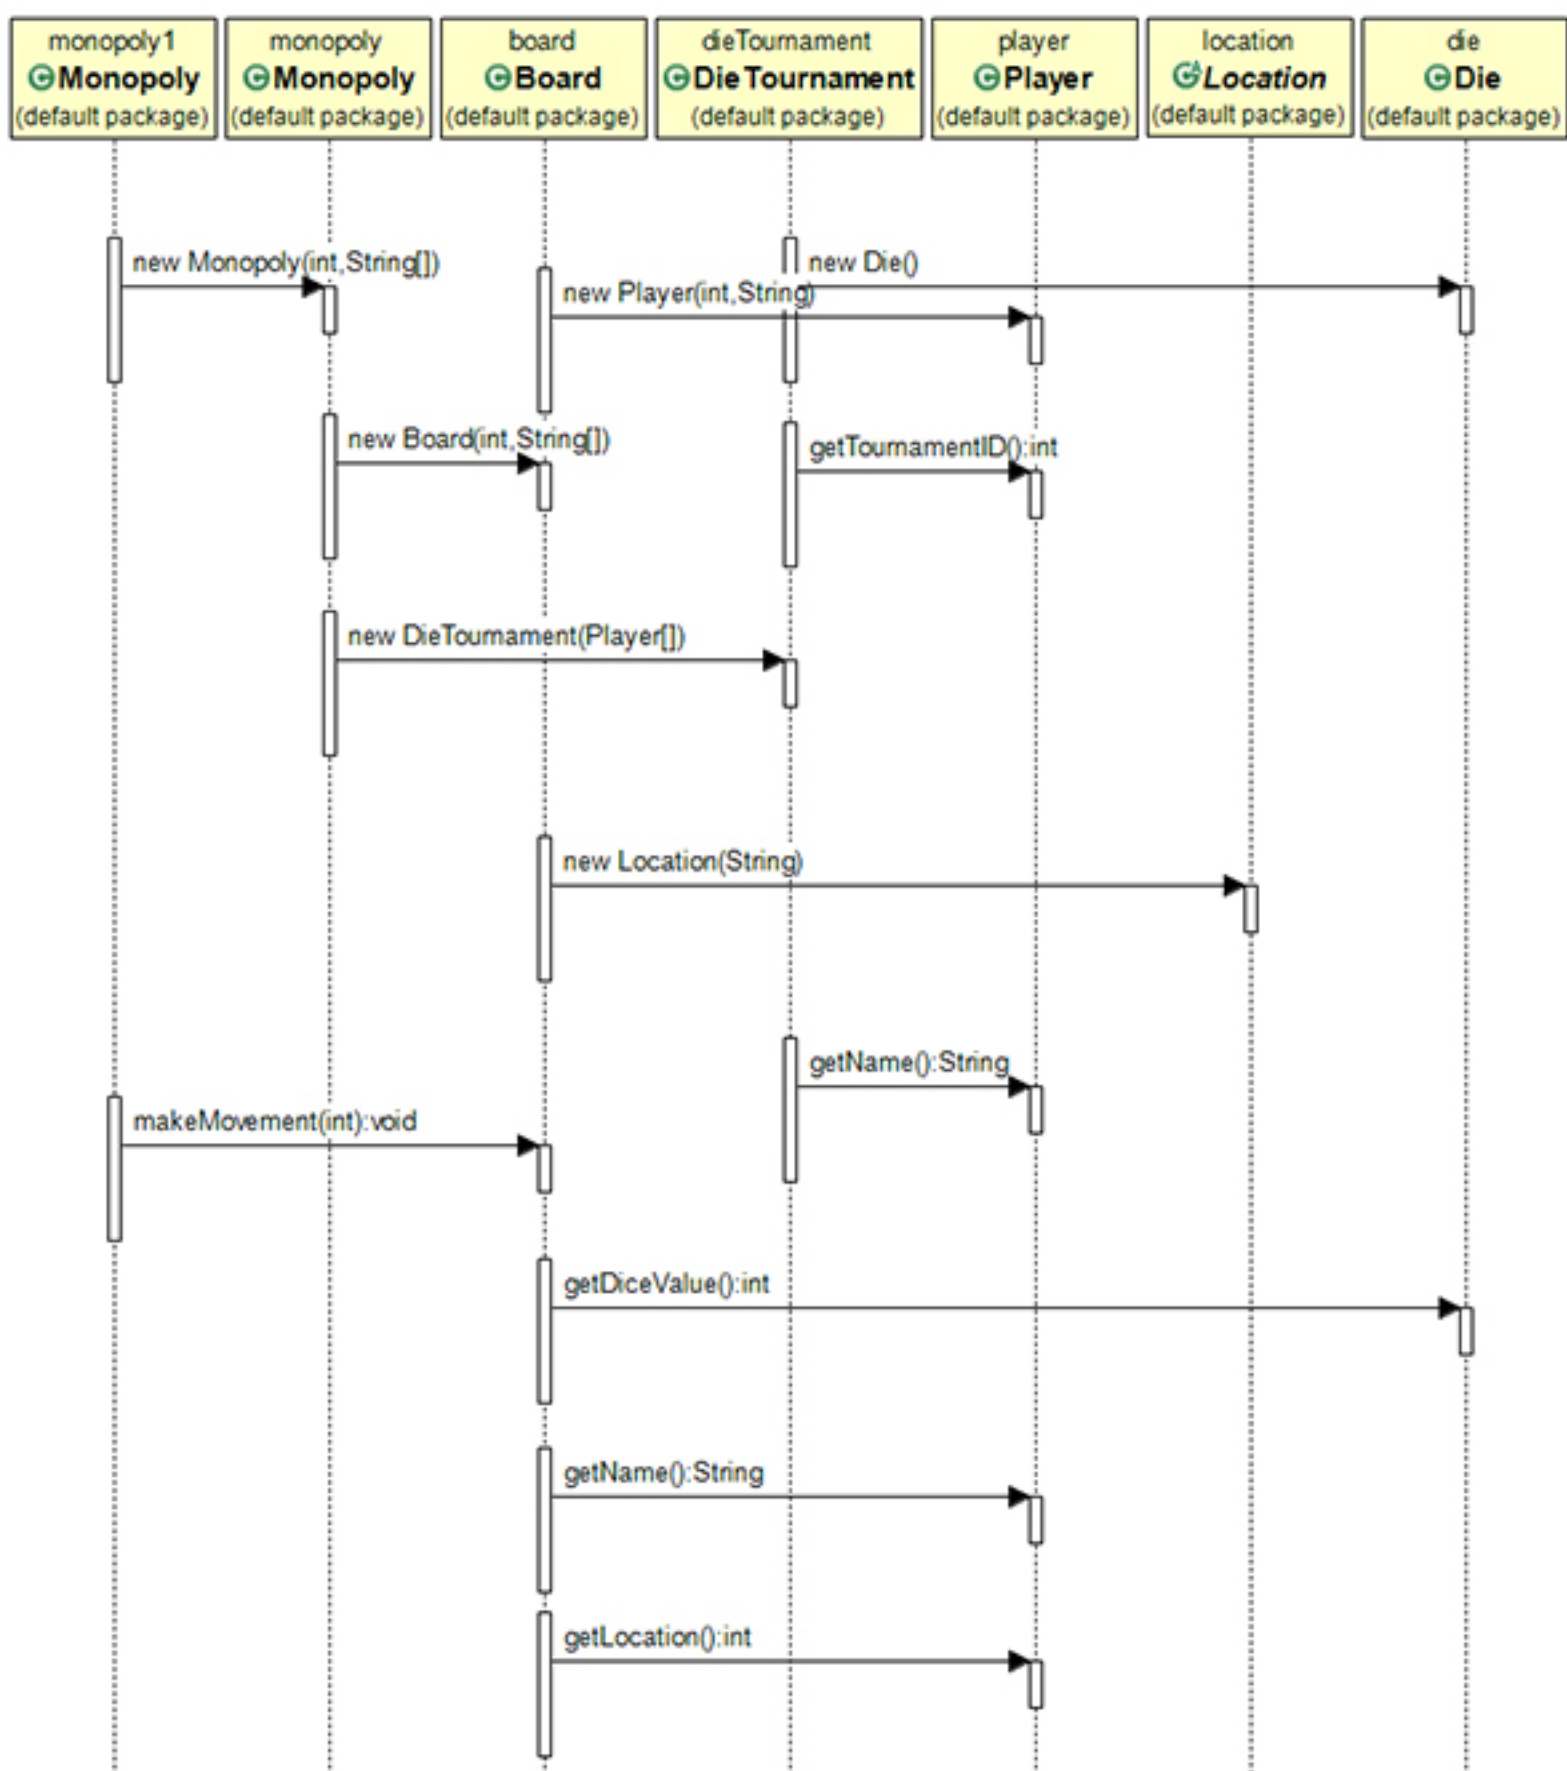 monopoly1
Monopoly
(default package)
monopoly
Monopoly
(default package)
board
Board
(default package)
dieTournament
DieTournament
(default package)
player
Player
(default package)
location
Location
(default package)
die
Die
(default package)
new Monopoly(int,String[])
new Die()
new Player(int,String)
new Board(int,String[])
getTournamentID():int
new DieTournament(Player[])
new Location(String)
getName():String
makeMovement(int):void
getDiceValue():int
getName():String
getLocation():int